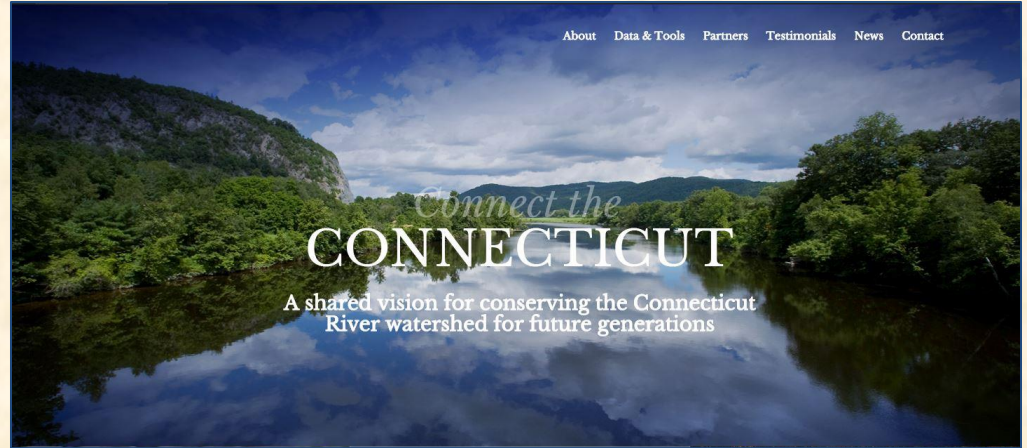 About Data & Tools Partners Testimonials News Contact
Connect the
CONNECTICUT
A shared vision for conserving the Connecticut
River watershed for future generations